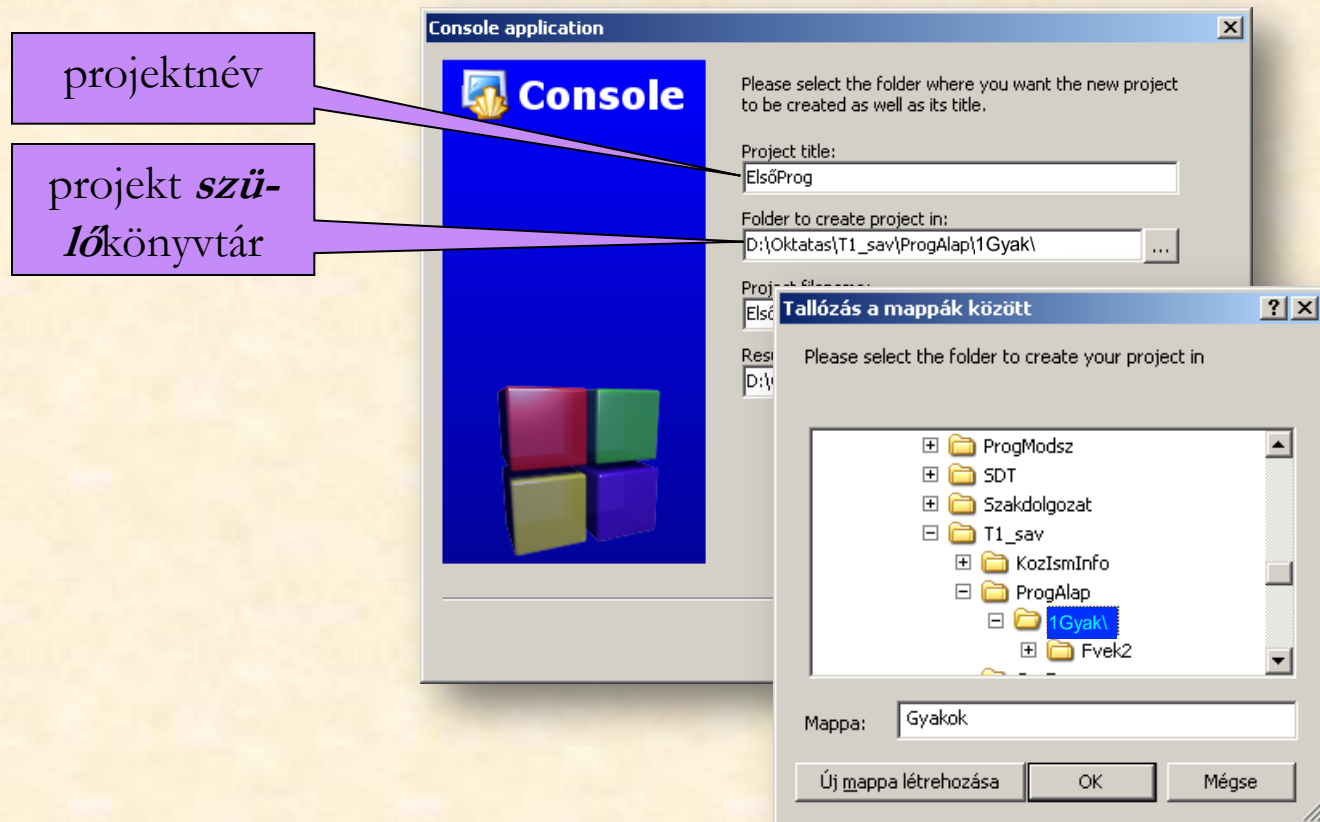 projektnév
projekt szü-
lőkönyvtár
Console application
Console
Please select the folder where you want the new project
to be created as well as its title.
Project title:
ElsőProg
Folder to create project in:
D:\Oktatas\T1_sav\ProgAlap\1Gyak\
...
Tallózás a mappák között
Please select the folder to create your project in
ProgModsz
SDT
Szakdolgozat
T1_sav
KozIsmInfo
ProgAlap
1Gyak\
Fvek2
Mappa:
Gyakok
Új mappa létrehozása
OK
Mégse